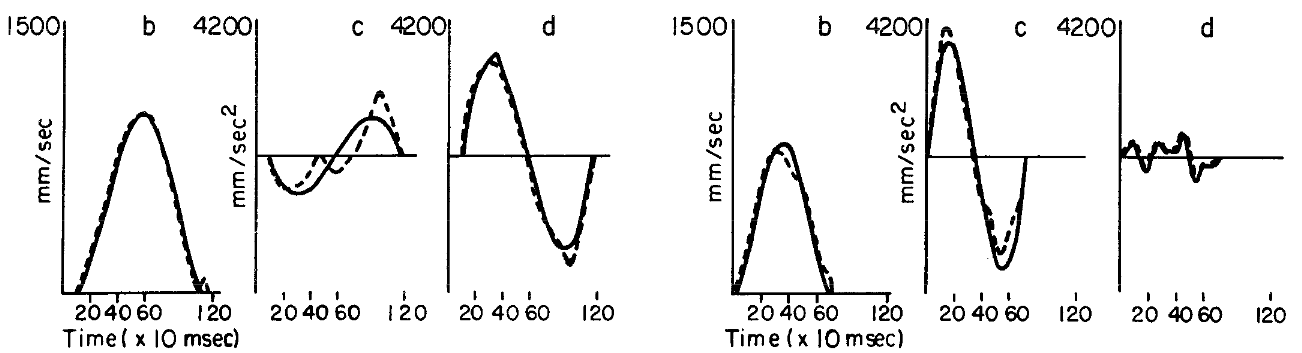 1500 b 4200 c 4200 d 1500 b 4200 c 4200 d
mm/sec mm/sec2 mm/sec mm/sec2
20 40 60 120 20 40 60 120 20 40 60 120 20 40 60 120 20 40 60 120 20 40 60 120
Time (x 10 msec) Time (x 10 msec)